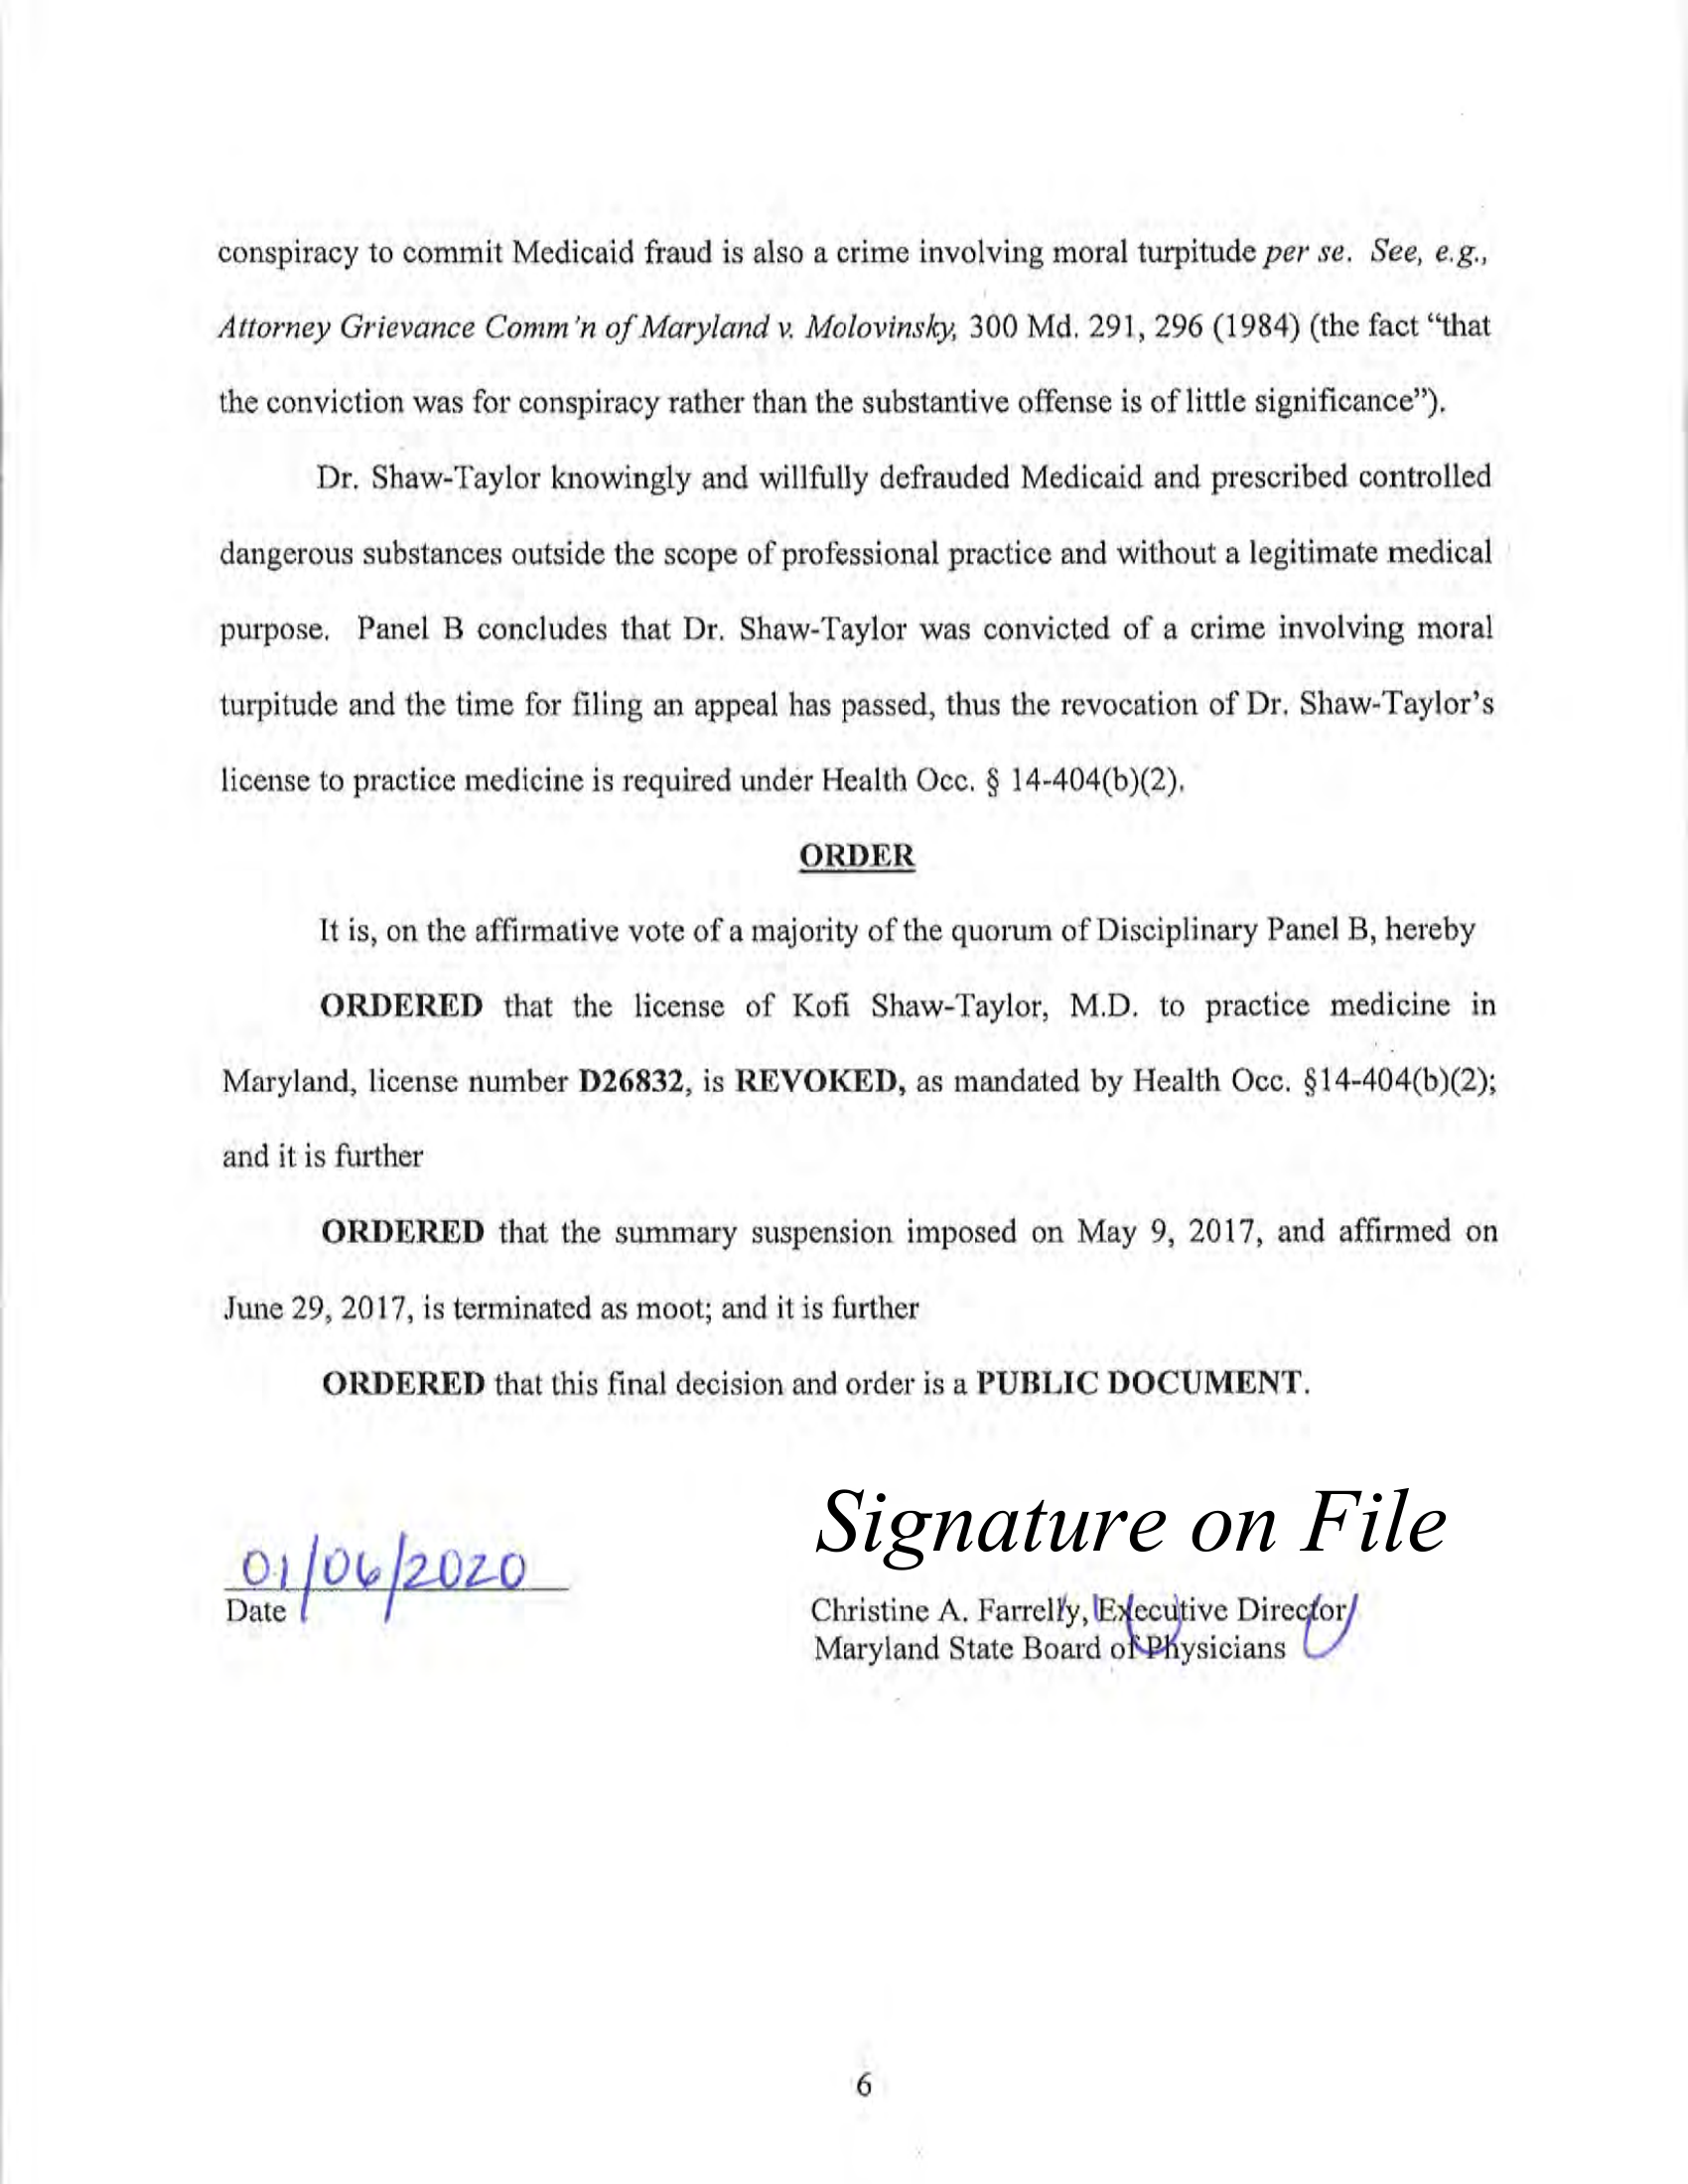 conspiracy to commit Medicaid fraud is also a crime involving moral turpitude per se. See, e.g.,
Attorney Grievance Comm'n of Maryland v. Molovinsky, 300 Md. 291, 296 (1984) (the fact “that
the conviction was for conspiracy rather than the substantive offense is of little significance”).
Dr. Shaw-Taylor knowingly and willfully defrauded Medicaid and prescribed controlled
dangerous substances outside the scope of professional practice and without a legitimate medical
purpose. Panel B concludes that Dr. Shaw-Taylor was convicted of a crime involving moral
turpitude and the time for filing an appeal has passed, thus the revocation of Dr. Shaw-Taylor’s
license to practice medicine is required under Health Occ. § 14-404(b)(2).
ORDER
It is, on the affirmative vote of a majority of the quorum of Disciplinary Panel B, hereby
ORDERED that the license of Kofi Shaw-Taylor, M.D. to practice medicine in
Maryland, license number D26832, is REVOKED, as mandated by Health Occ. §14-404(b)(2);
and it is further
ORDERED that the summary suspension imposed on May 9, 2017, and affirmed on
June 29, 2017, is terminated as moot; and it is further
ORDERED that this final decision and order is a PUBLIC DOCUMENT.
Signature on File
01/06/2020
Date
Christine A. Farrelly, Executive Director
Maryland State Board of Physicians
6